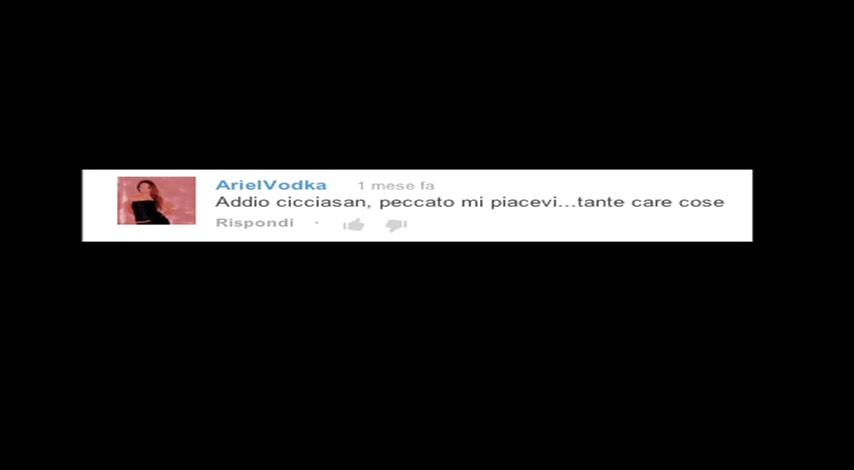 ArielVodka 1 mese fa
Addio cicciasan, peccato mi piacevi...tante care cose
Rispondi ·